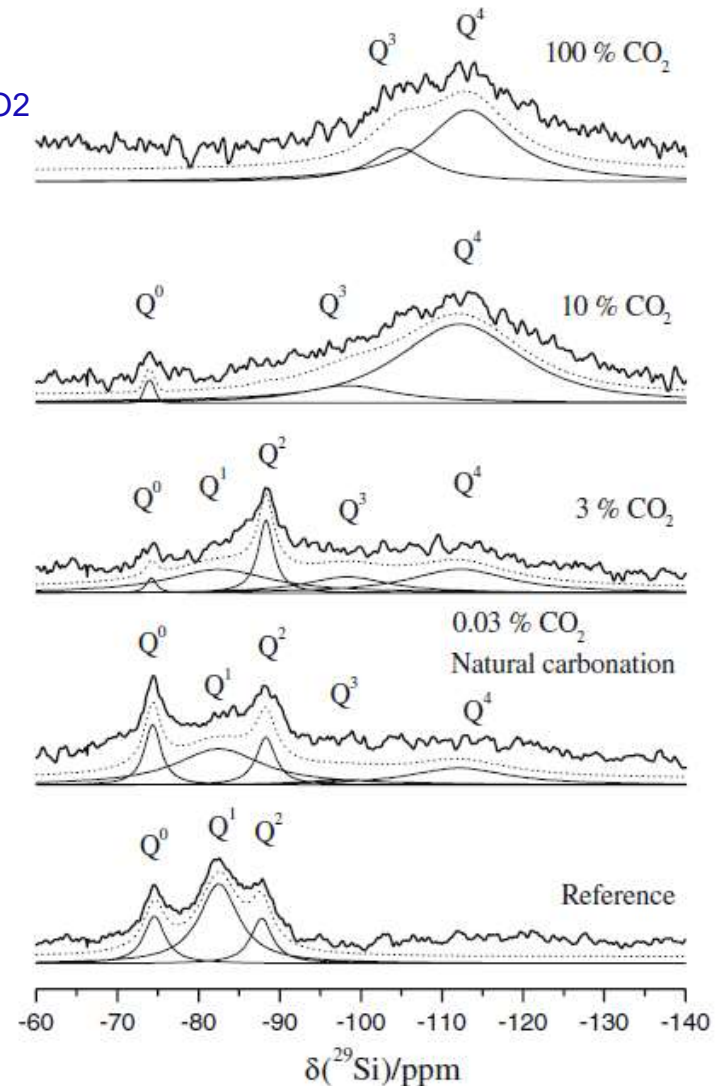 Q³ Q⁴ 100 % CO₂
O2
Q⁰ Q³ Q⁴ 10 % CO₂
Q⁰ Q¹ Q² Q³ Q⁴ 3 % CO₂
0.03 % CO₂
Natural carbonation
Q⁰ Q¹ Q² Q³ Q⁴
Q⁰ Q¹ Q² Reference
-60 -70 -80 -90 -100 -110 -120 -130 -140
δ(²⁹Si)/ppm